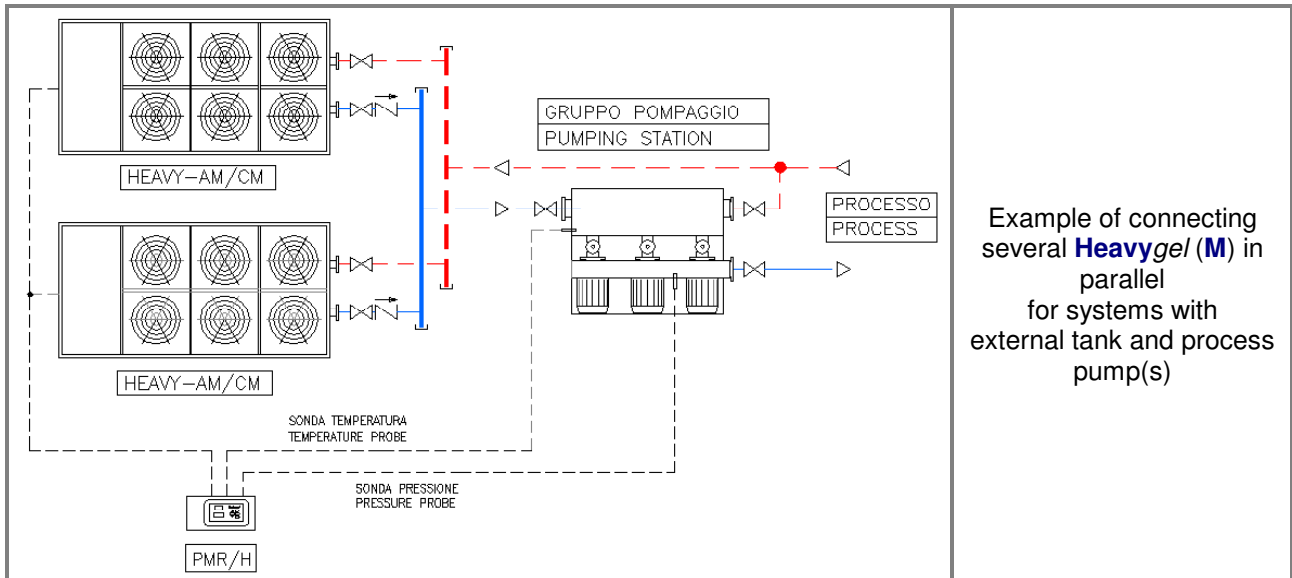 HEAVY-AM/CM
GRUPPO POMPAGGIO
PUMPING STATION
PROCESSO
PROCESS
HEAVY-AM/CM
SONDA TEMPERATURA
TEMPERATURE PROBE
SONDA PRESSIONE
PRESSURE PROBE
PMR/H
Example of connecting
several Heavygel (M) in
parallel
for systems with
external tank and process
pump(s)